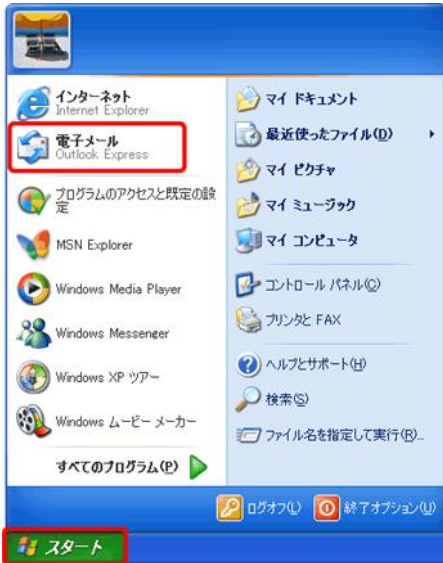 インターネット
Internet Explorer
電子メール
Outlook Express
プログラムのアクセスと既定の設
定
MSN Explorer
Windows Media Player
Windows Messenger
Windows XP ツアー
Windows ムービー メーカー
すべてのプログラム(P)
マイ ドキュメント
最近使ったファイル(D)
マイ ピクチャ
マイ ミュージック
マイ コンピュータ
コントロール パネル(C)
プリンタと FAX
ヘルプとサポート(H)
検索(S)
ファイル名を指定して実行(R)...
ログオフ(L)
終了オプション(U)
スタート